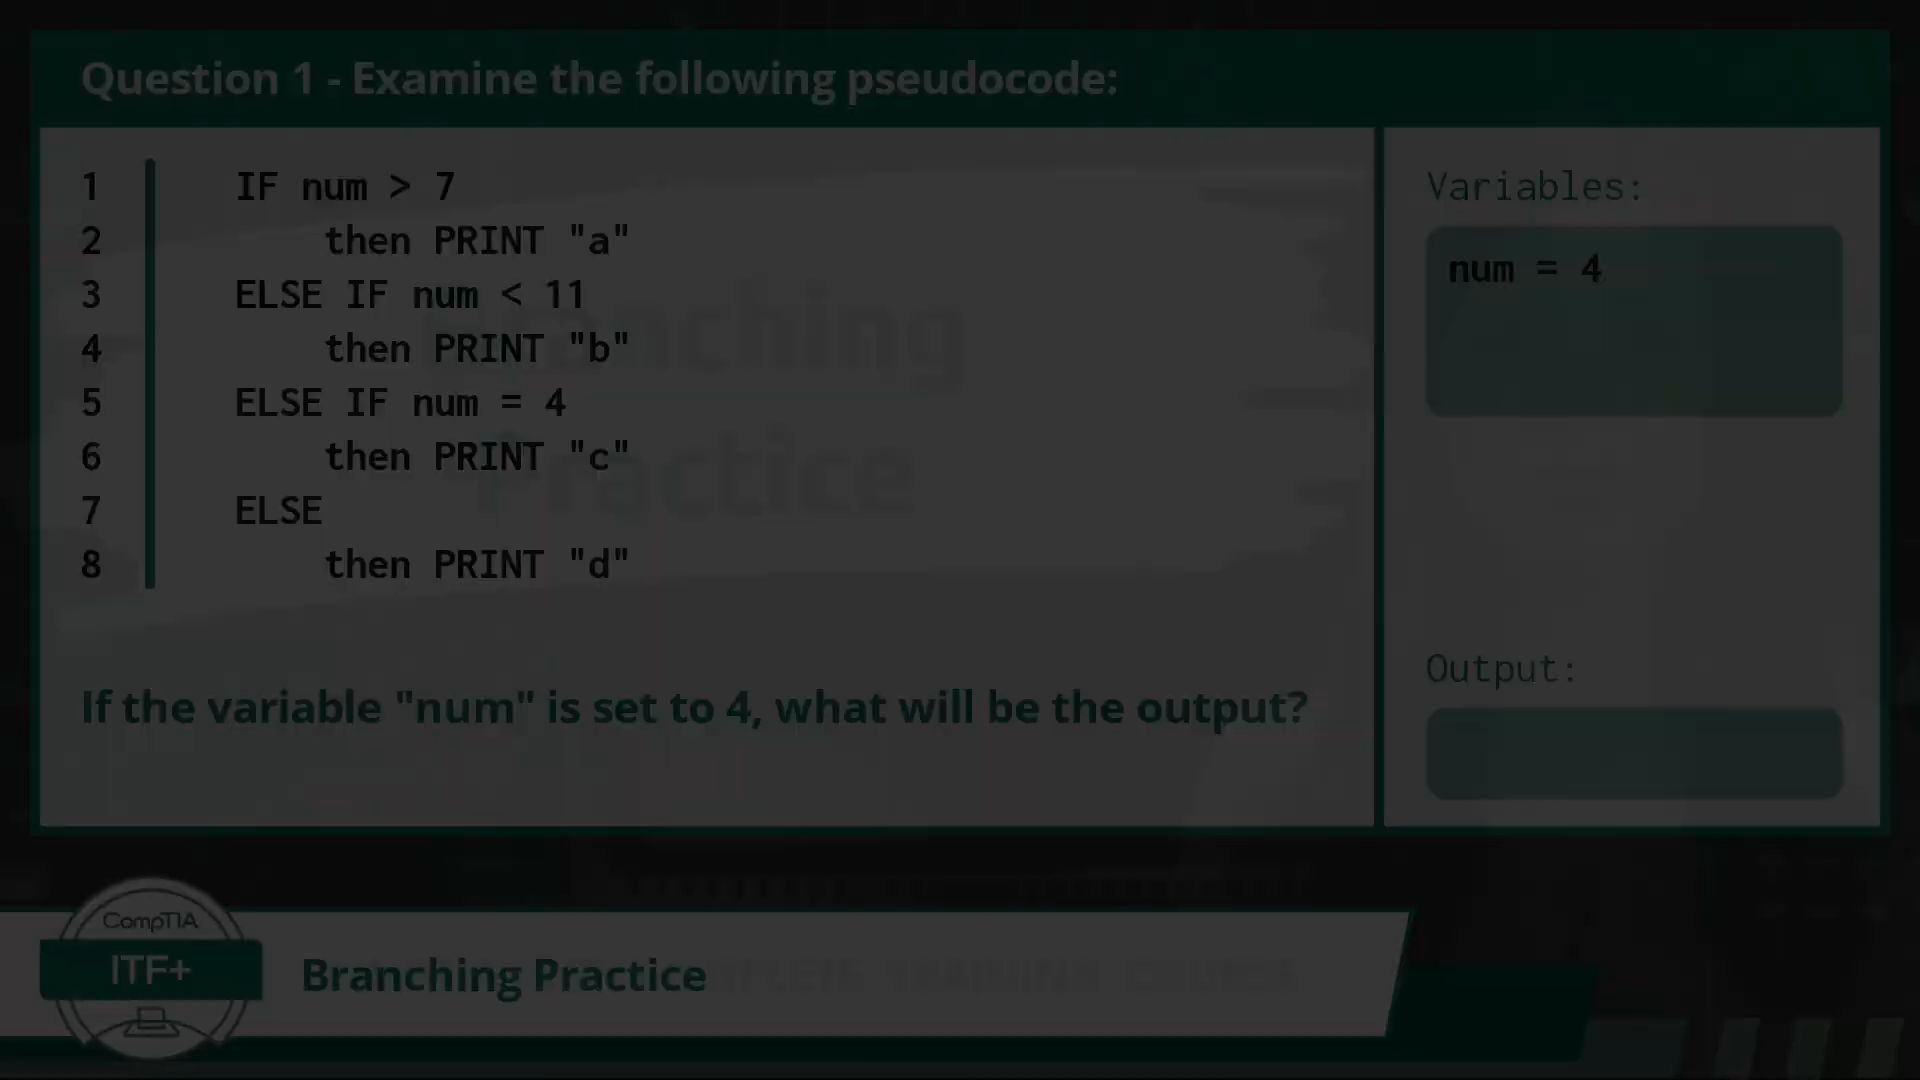 Question 1 - Examine the following pseudocode:
1 IF num > 7
2 then PRINT "a"
3 ELSE IF num < 11
4 then PRINT "b"
5 ELSE IF num = 4
6 then PRINT "c"
7 ELSE
8 then PRINT "d"
If the variable "num" is set to 4, what will be the output?
Variables:
num = 4
Output:
Branching
Practice
CompTIA
ITF+
Branching Practice